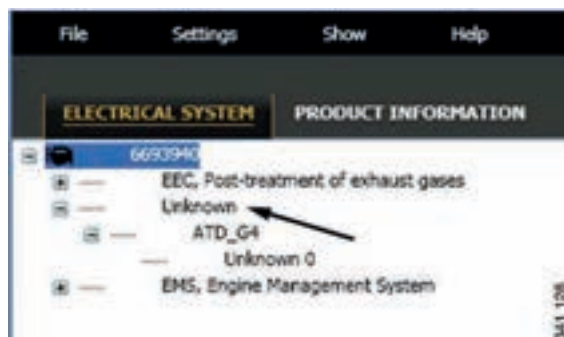 File Settings Show Help
ELECTRICAL SYSTEM PRODUCT INFORMATION
6693940
EEC, Post-treatment of exhaust gases
Unknown
ATD_G4
Unknown 0
EMS, Engine Management System